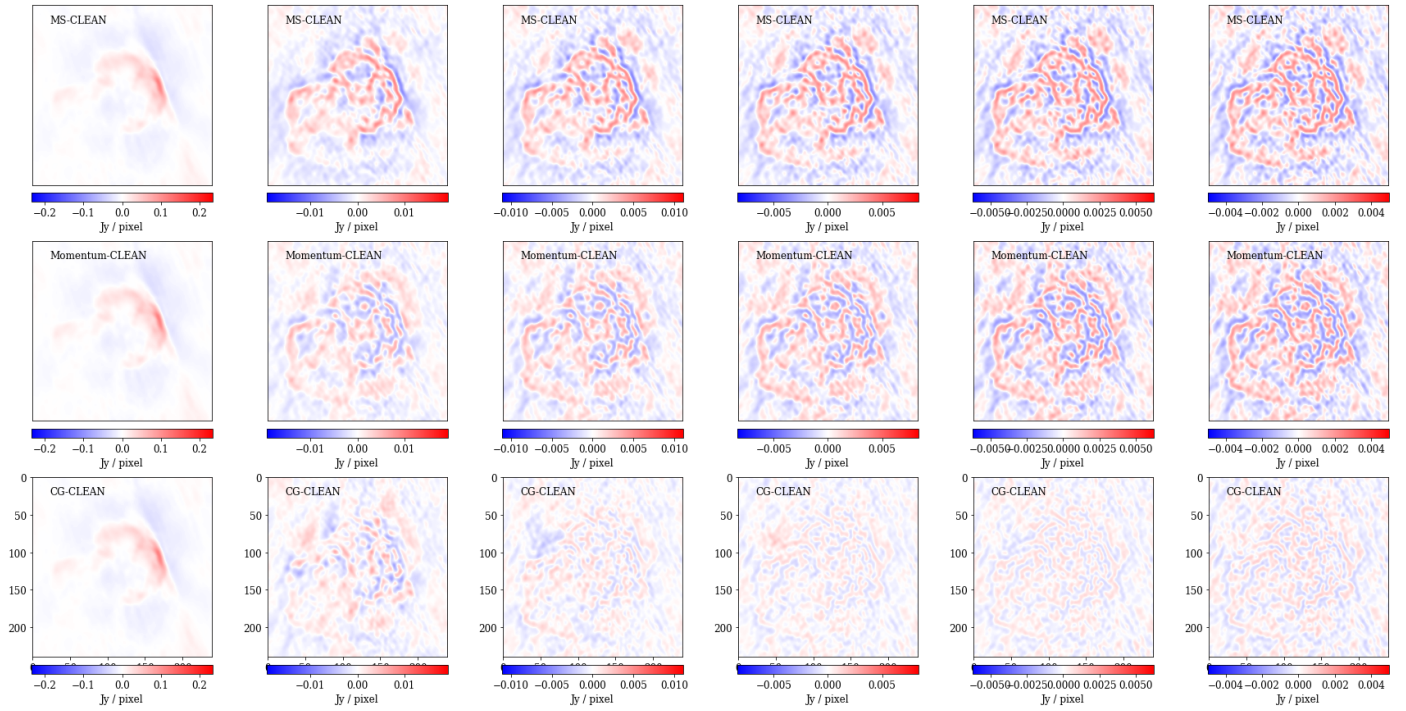 MS-CLEAN MS-CLEAN MS-CLEAN MS-CLEAN MS-CLEAN MS-CLEAN
−0.2 −0.1 0.0 0.1 0.2 −0.01 0.00 0.01 −0.010 −0.005 0.000 0.005 0.010 −0.005 0.000 0.005 −0.0050 −0.0025 0.0000 0.0025 0.0050 −0.004 −0.002 0.000 0.002 0.004
Jy / pixel Jy / pixel Jy / pixel Jy / pixel Jy / pixel Jy / pixel
Momentum-CLEAN Momentum-CLEAN Momentum-CLEAN Momentum-CLEAN Momentum-CLEAN Momentum-CLEAN
−0.2 −0.1 0.0 0.1 0.2 −0.01 0.00 0.01 −0.010 −0.005 0.000 0.005 0.010 −0.005 0.000 0.005 −0.0050 −0.0025 0.0000 0.0025 0.0050 −0.004 −0.002 0.000 0.002 0.004
Jy / pixel Jy / pixel Jy / pixel Jy / pixel Jy / pixel Jy / pixel
0 0 0 0 0 0
CG-CLEAN CG-CLEAN CG-CLEAN CG-CLEAN CG-CLEAN CG-CLEAN
50 50 50 50 50 50
100 100 100 100 100 100
150 150 150 150 150 150
200 200 200 200 200 200
−0.2 −0.1 0.0 0.1 0.2 −0.01 0.00 0.01 −0.010 −0.005 0.000 0.005 0.010 −0.005 0.000 0.005 −0.0050 −0.0025 0.0000 0.0025 0.0050 −0.004 −0.002 0.000 0.002 0.004
Jy / pixel Jy / pixel Jy / pixel Jy / pixel Jy / pixel Jy / pixel